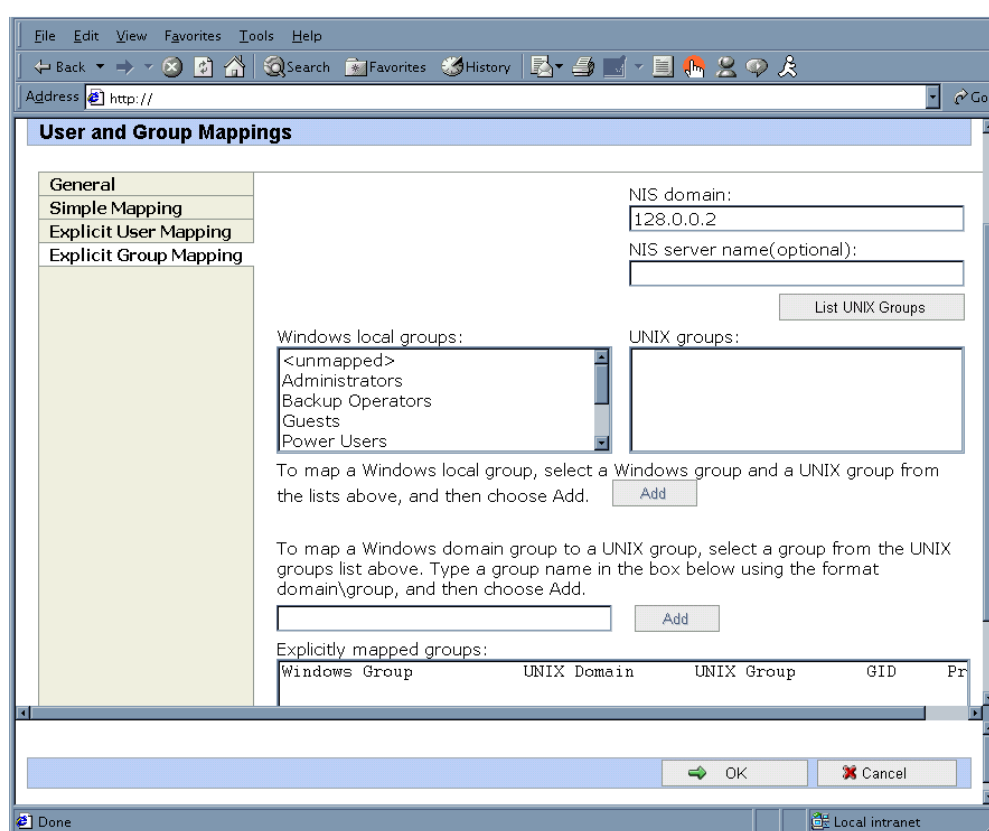 File Edit View Favorites Tools Help
Back Search Favorites History
Address http:// Go
User and Group Mappings
General
Simple Mapping
Explicit User Mapping
Explicit Group Mapping
NIS domain:
128.0.0.2
NIS server name(optional):
List UNIX Groups
Windows local groups:
<unmapped>
Administrators
Backup Operators
Guests
Power Users
UNIX groups:
To map a Windows local group, select a Windows group and a UNIX group from
the lists above, and then choose Add. Add
To map a Windows domain group to a UNIX group, select a group from the UNIX
groups list above. Type a group name in the box below using the format
domain\group, and then choose Add.
Add
Explicitly mapped groups:
Windows Group UNIX Domain UNIX Group GID Pr
OK Cancel
Done Local intranet